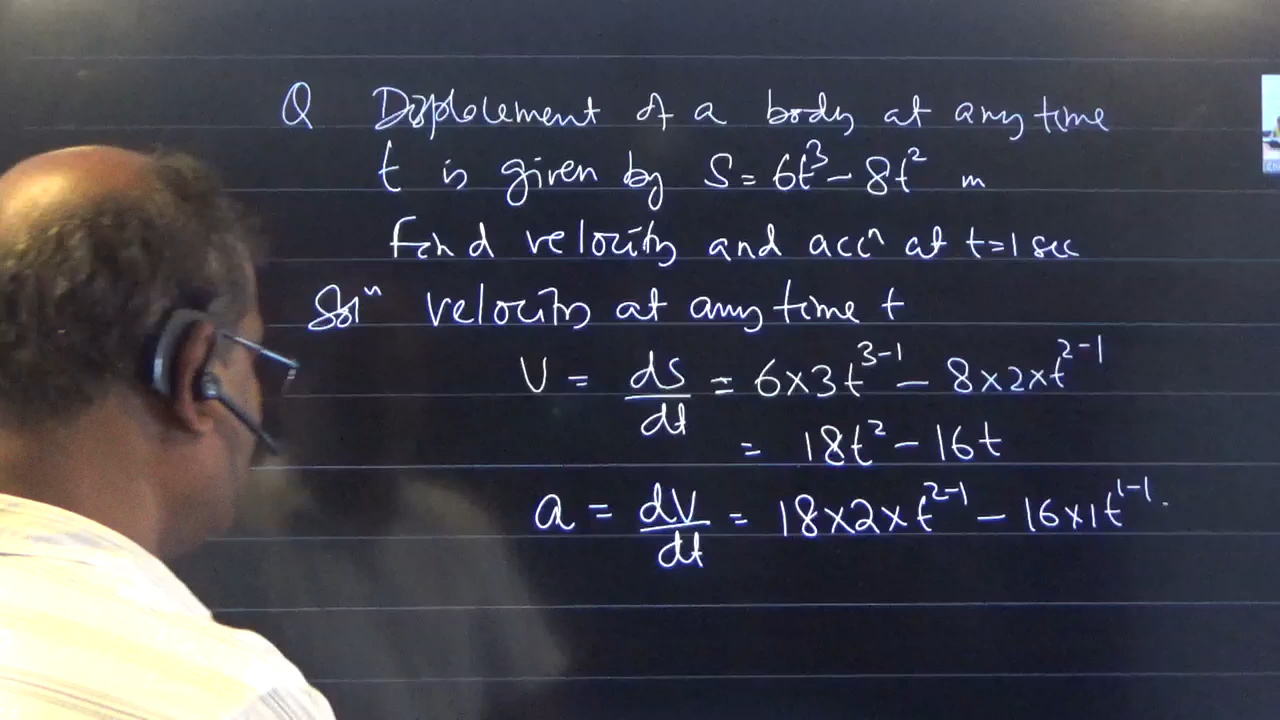 Q Displacement of a body at any time
t is given by S = 6t³ - 8t² m
Find velocity and accⁿ at t=1 sec
Solⁿ velocity at any time t
V = ds/dt = 6×3t³⁻¹ - 8×2×t²⁻¹
= 18t² - 16t
a = dV/dt = 18×2×t²⁻¹ - 16×1t¹⁻¹